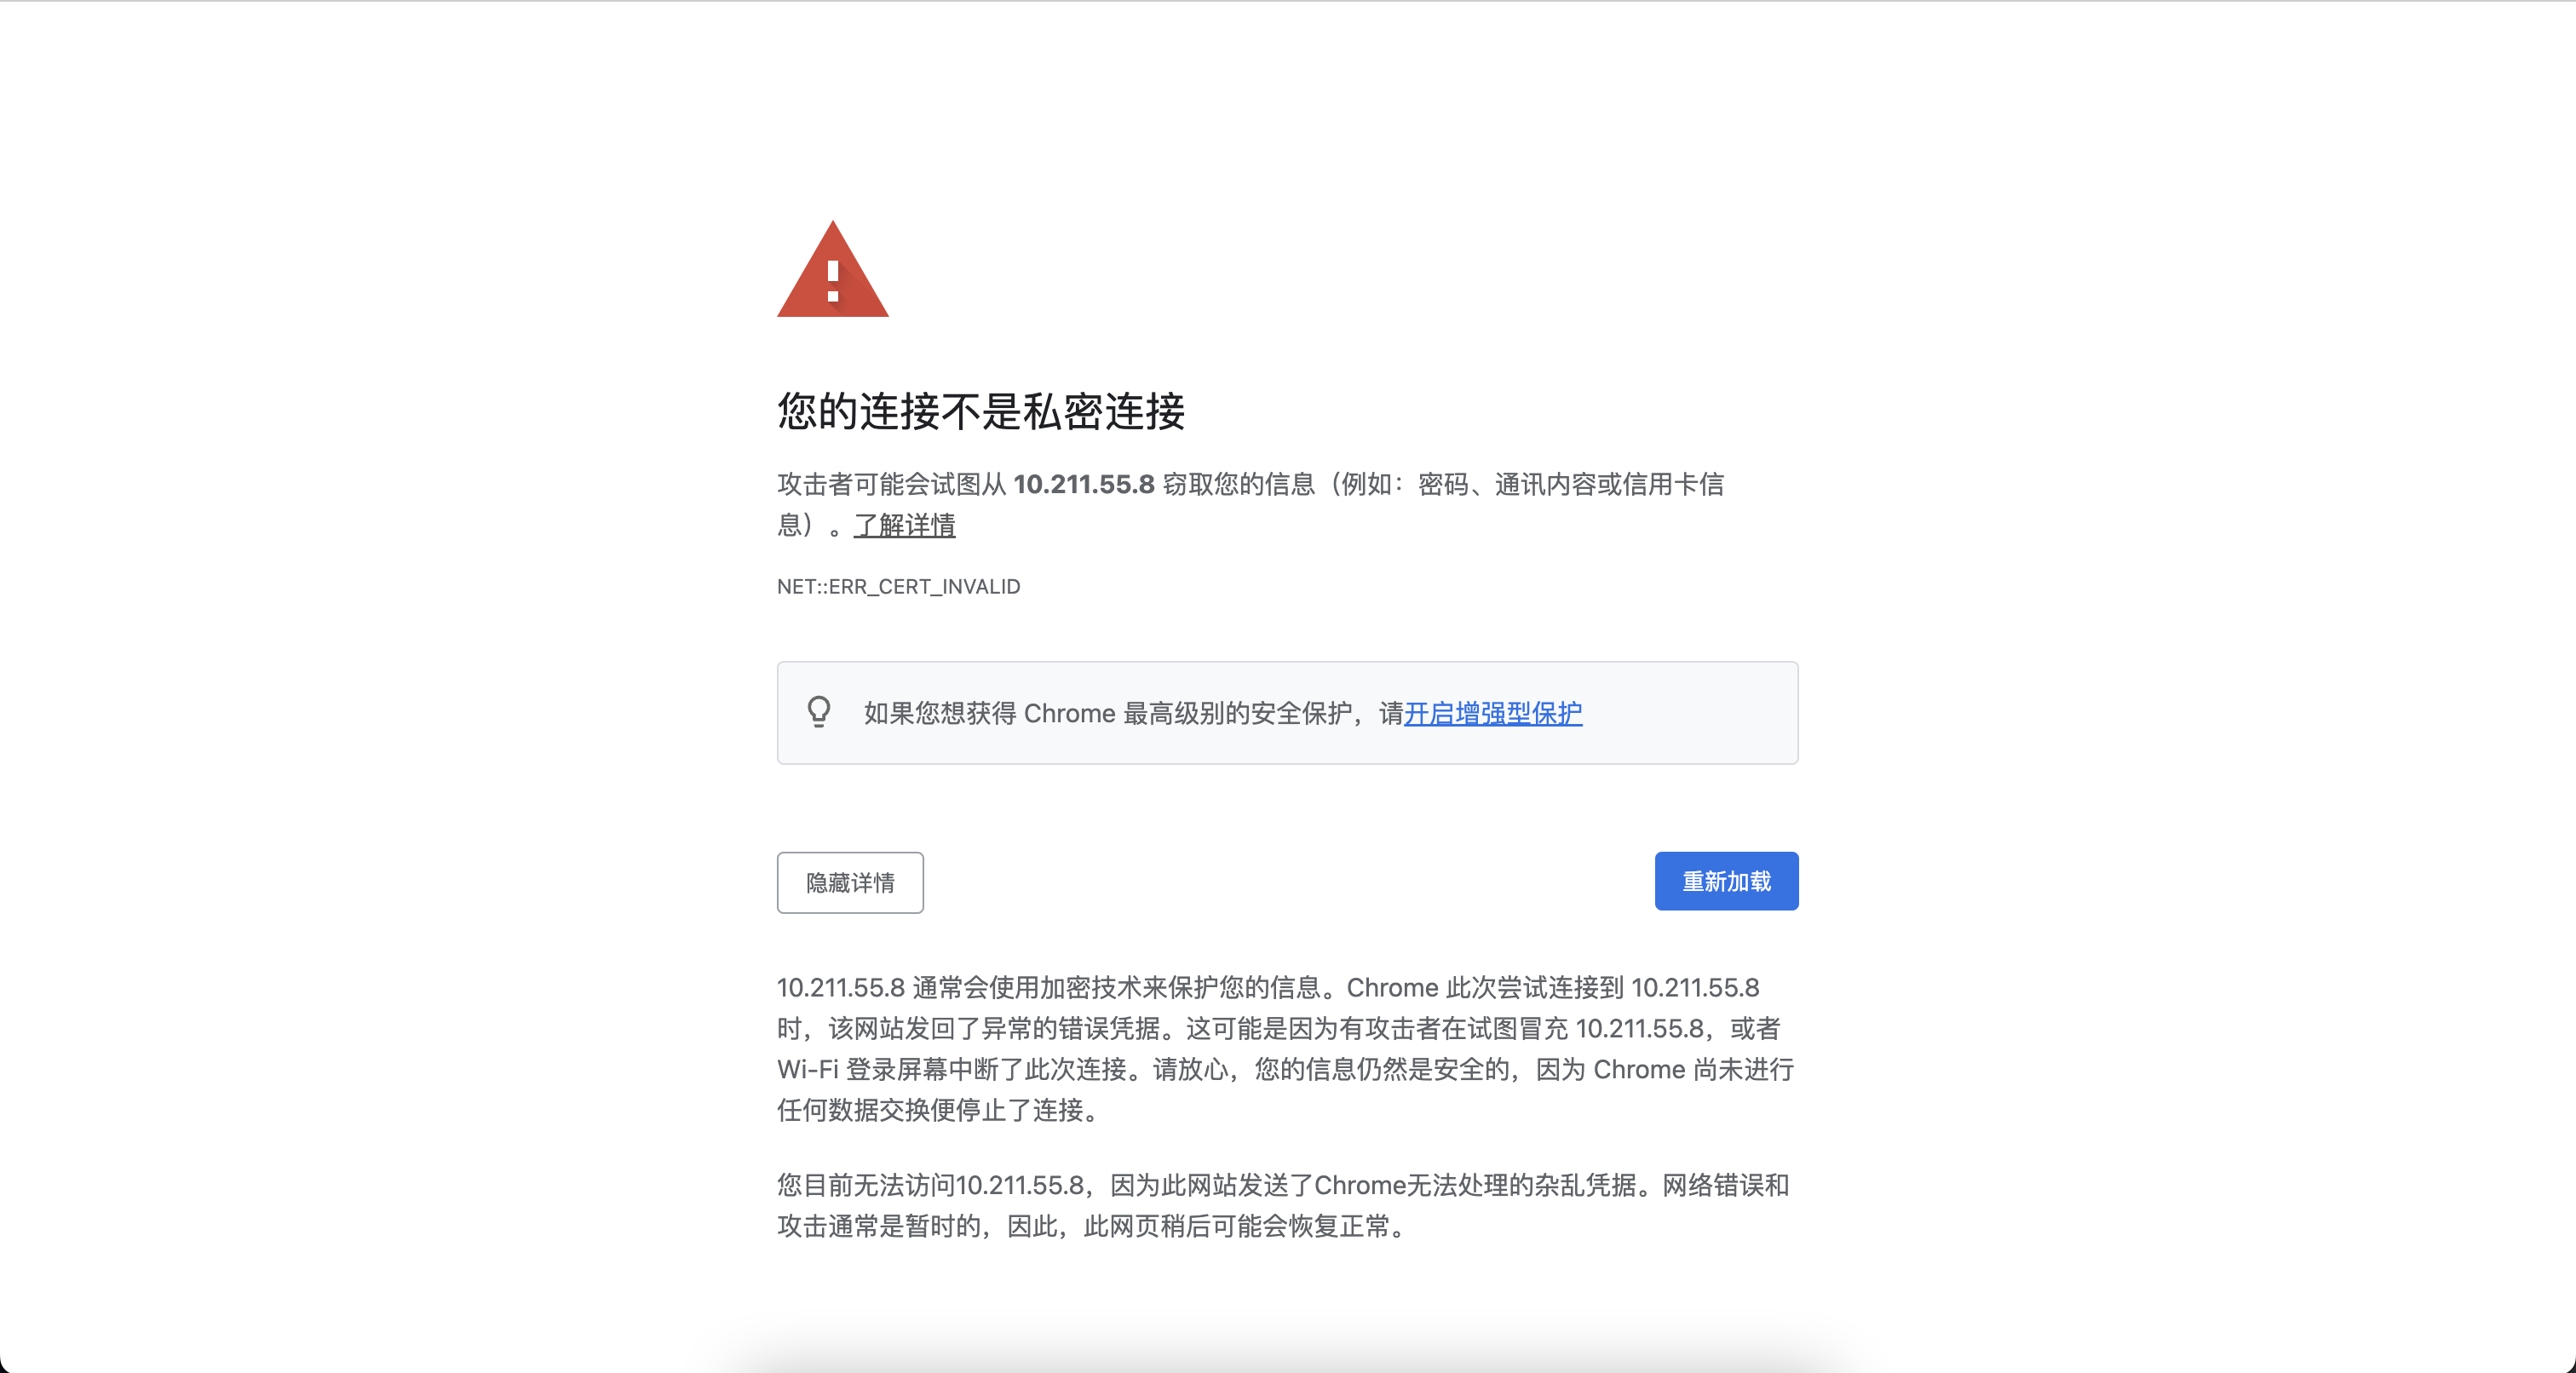 您的连接不是私密连接
攻击者可能会试图从 10.211.55.8 窃取您的信息（例如：密码、通讯内容或信用卡信
息）。了解详情
NET::ERR_CERT_INVALID
如果您想获得 Chrome 最高级别的安全保护，请开启增强型保护
隐藏详情
重新加载
10.211.55.8 通常会使用加密技术来保护您的信息。Chrome 此次尝试连接到 10.211.55.8
时，该网站发回了异常的错误凭据。这可能是因为有攻击者在试图冒充 10.211.55.8，或者
Wi-Fi 登录屏幕中断了此次连接。请放心，您的信息仍然是安全的，因为 Chrome 尚未进行
任何数据交换便停止了连接。
您目前无法访问10.211.55.8，因为此网站发送了Chrome无法处理的杂乱凭据。网络错误和
攻击通常是暂时的，因此，此网页稍后可能会恢复正常。